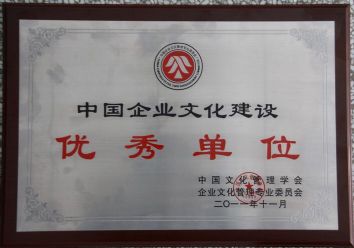 中国企业文化建设
优秀单位
中国文化管理学会
企业文化管理专业委员会
二〇一一年十一月